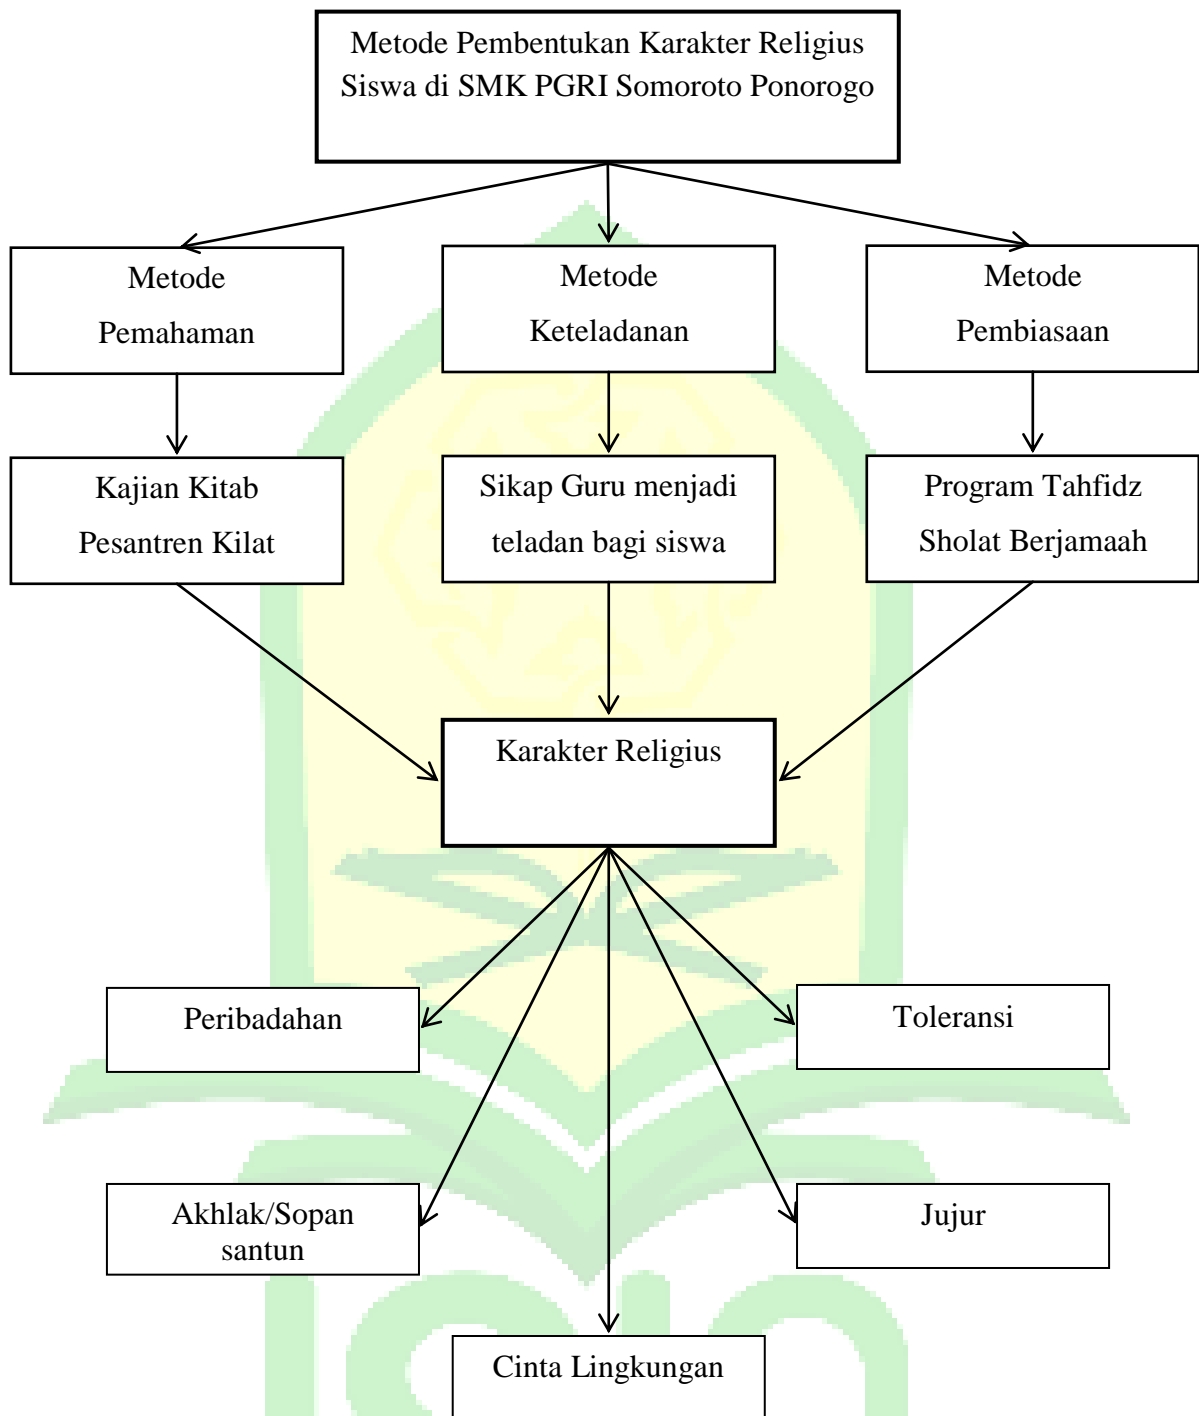 Metode Pembentukan Karakter Religius
Siswa di SMK PGRI Somoroto Ponorogo
Metode
Pemahaman
Metode
Keteladanan
Metode
Pembiasaan
Kajian Kitab
Pesantren Kilat
Sikap Guru menjadi
teladan bagi siswa
Program Tahfidz
Sholat Berjamaah
Karakter Religius
Peribadahan
Toleransi
Akhlak/Sopan
santun
Jujur
Cinta Lingkungan